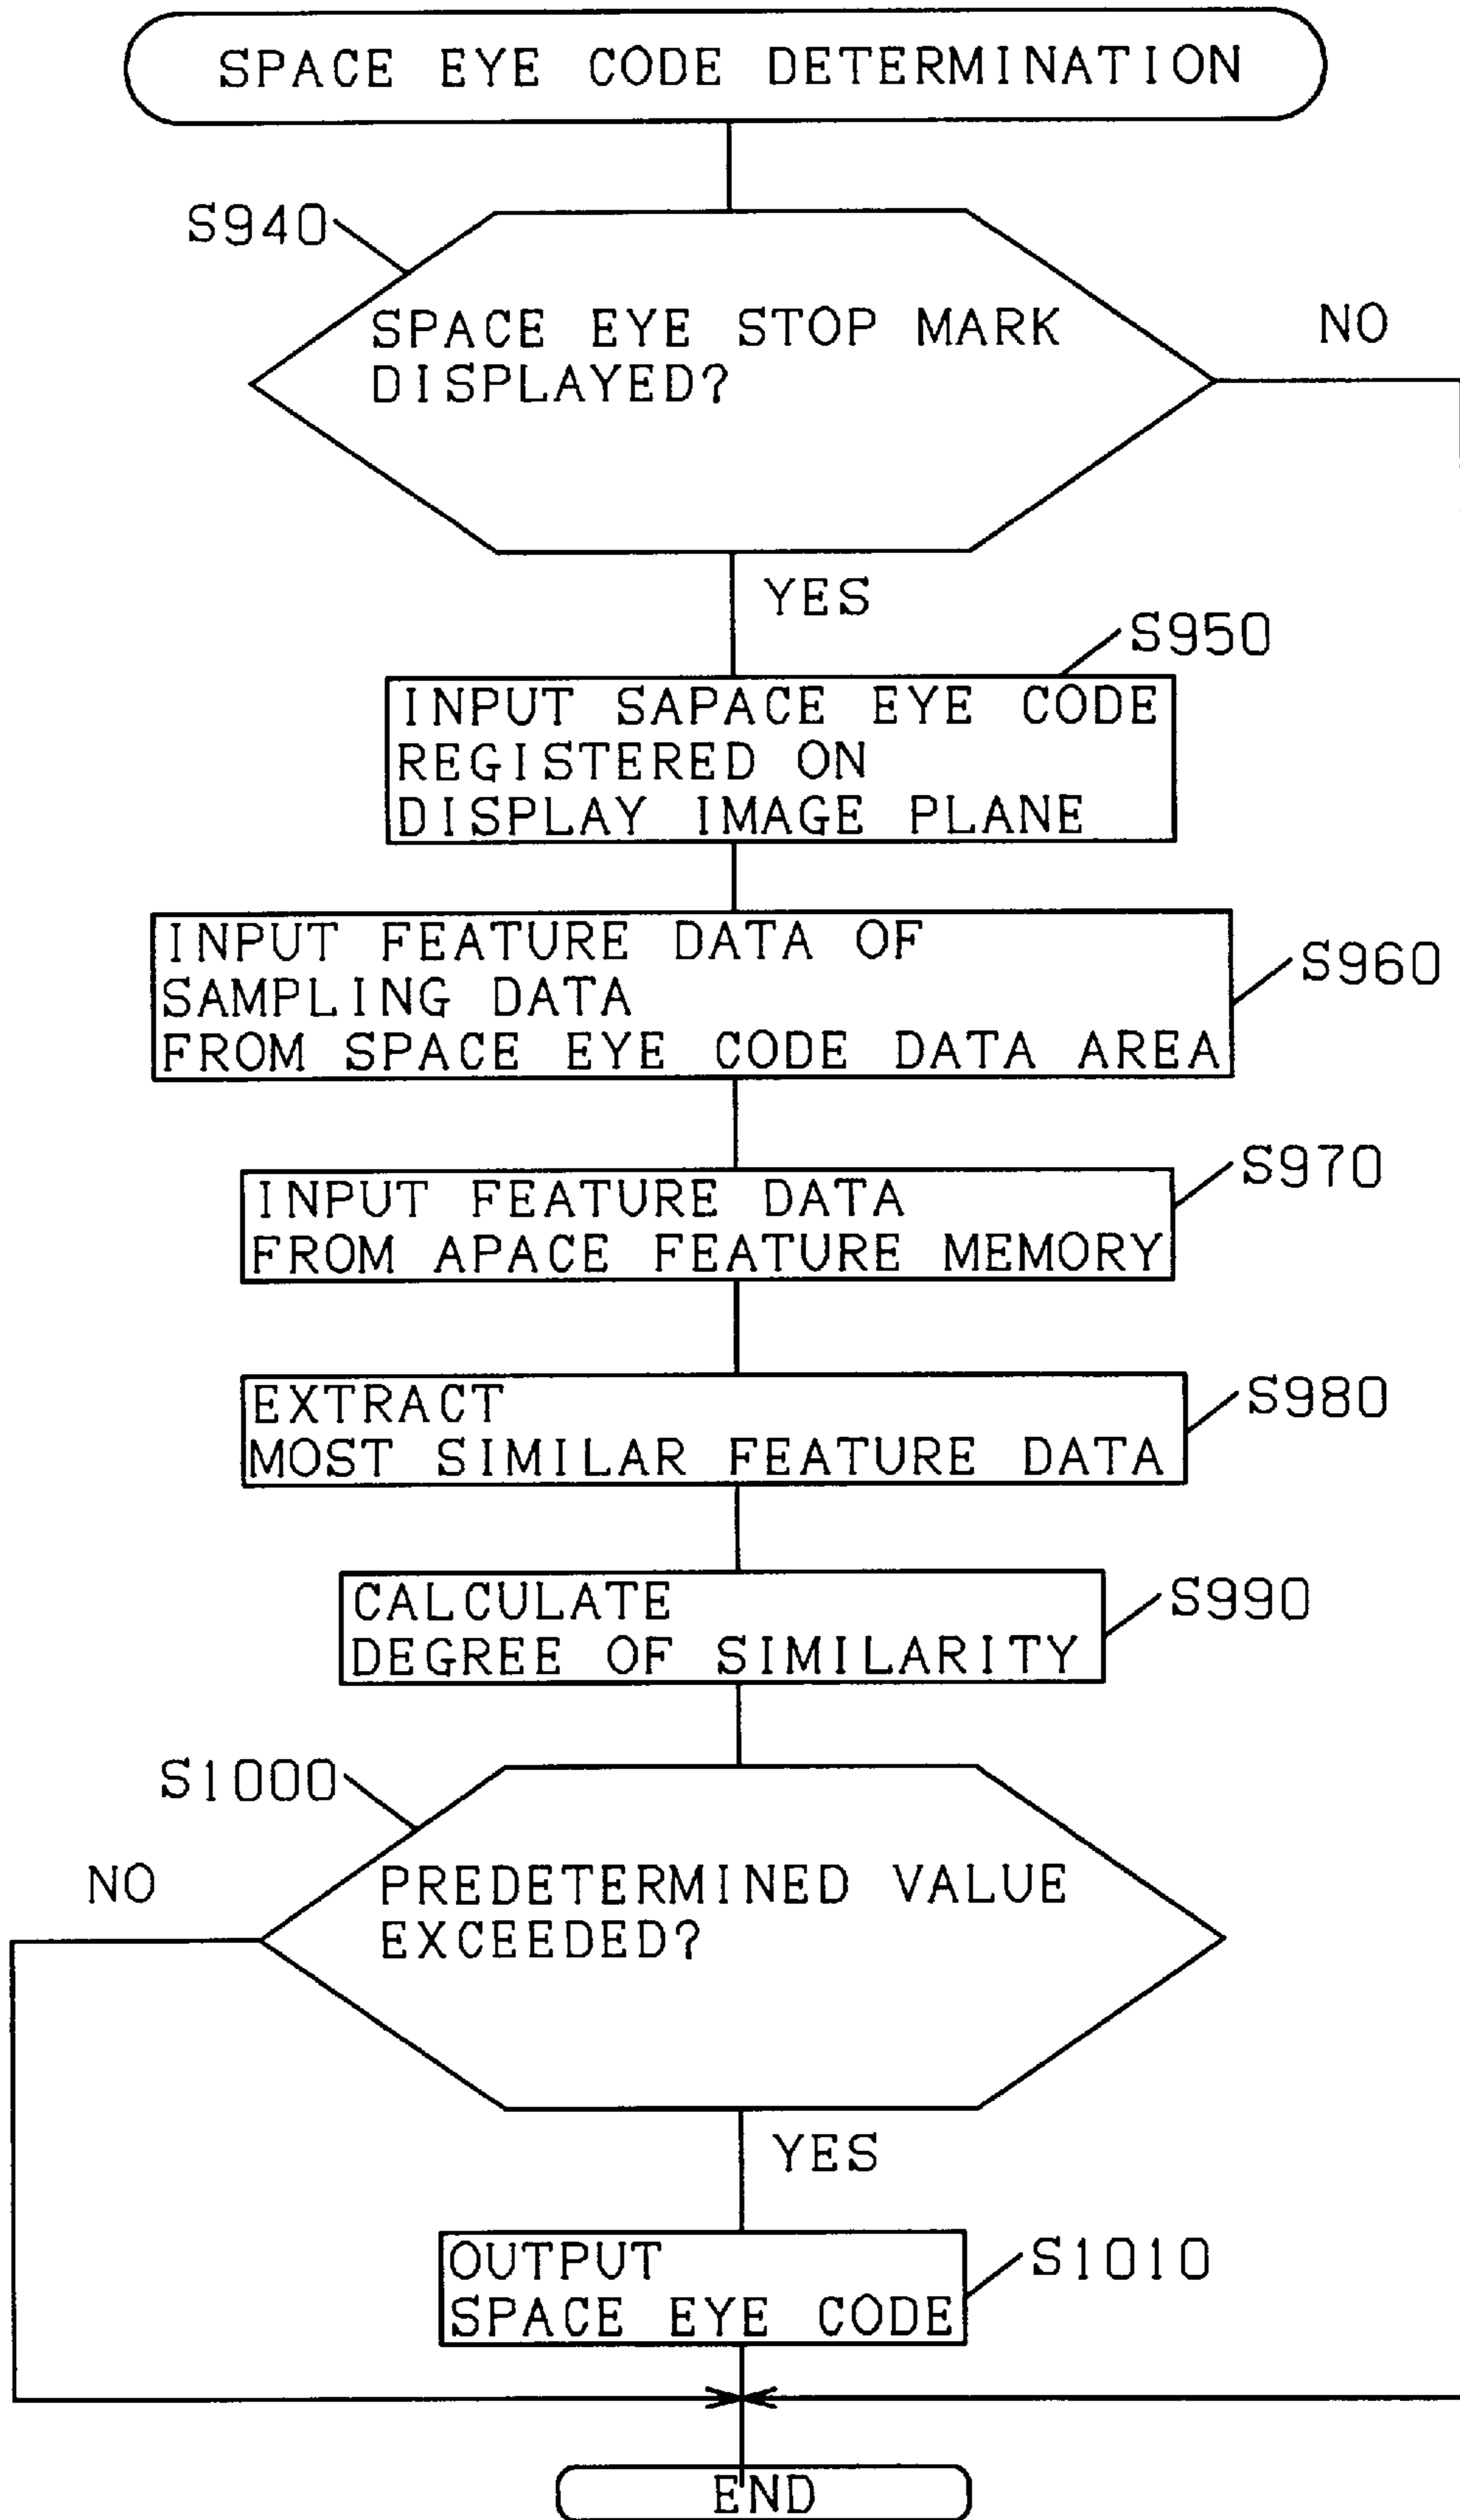 SPACE EYE CODE DETERMINATION
S940
SPACE EYE STOP MARK
DISPLAYED?
NO
YES
S950
INPUT SAPACE EYE CODE
REGISTERED ON
DISPLAY IMAGE PLANE
INPUT FEATURE DATA OF
SAMPLING DATA
FROM SPACE EYE CODE DATA AREA
S960
S970
INPUT FEATURE DATA
FROM APACE FEATURE MEMORY
S980
EXTRACT
MOST SIMILAR FEATURE DATA
S990
CALCULATE
DEGREE OF SIMILARITY
S1000
NO
PREDETERMINED VALUE
EXCEEDED?
YES
OUTPUT
SPACE EYE CODE
S1010
END